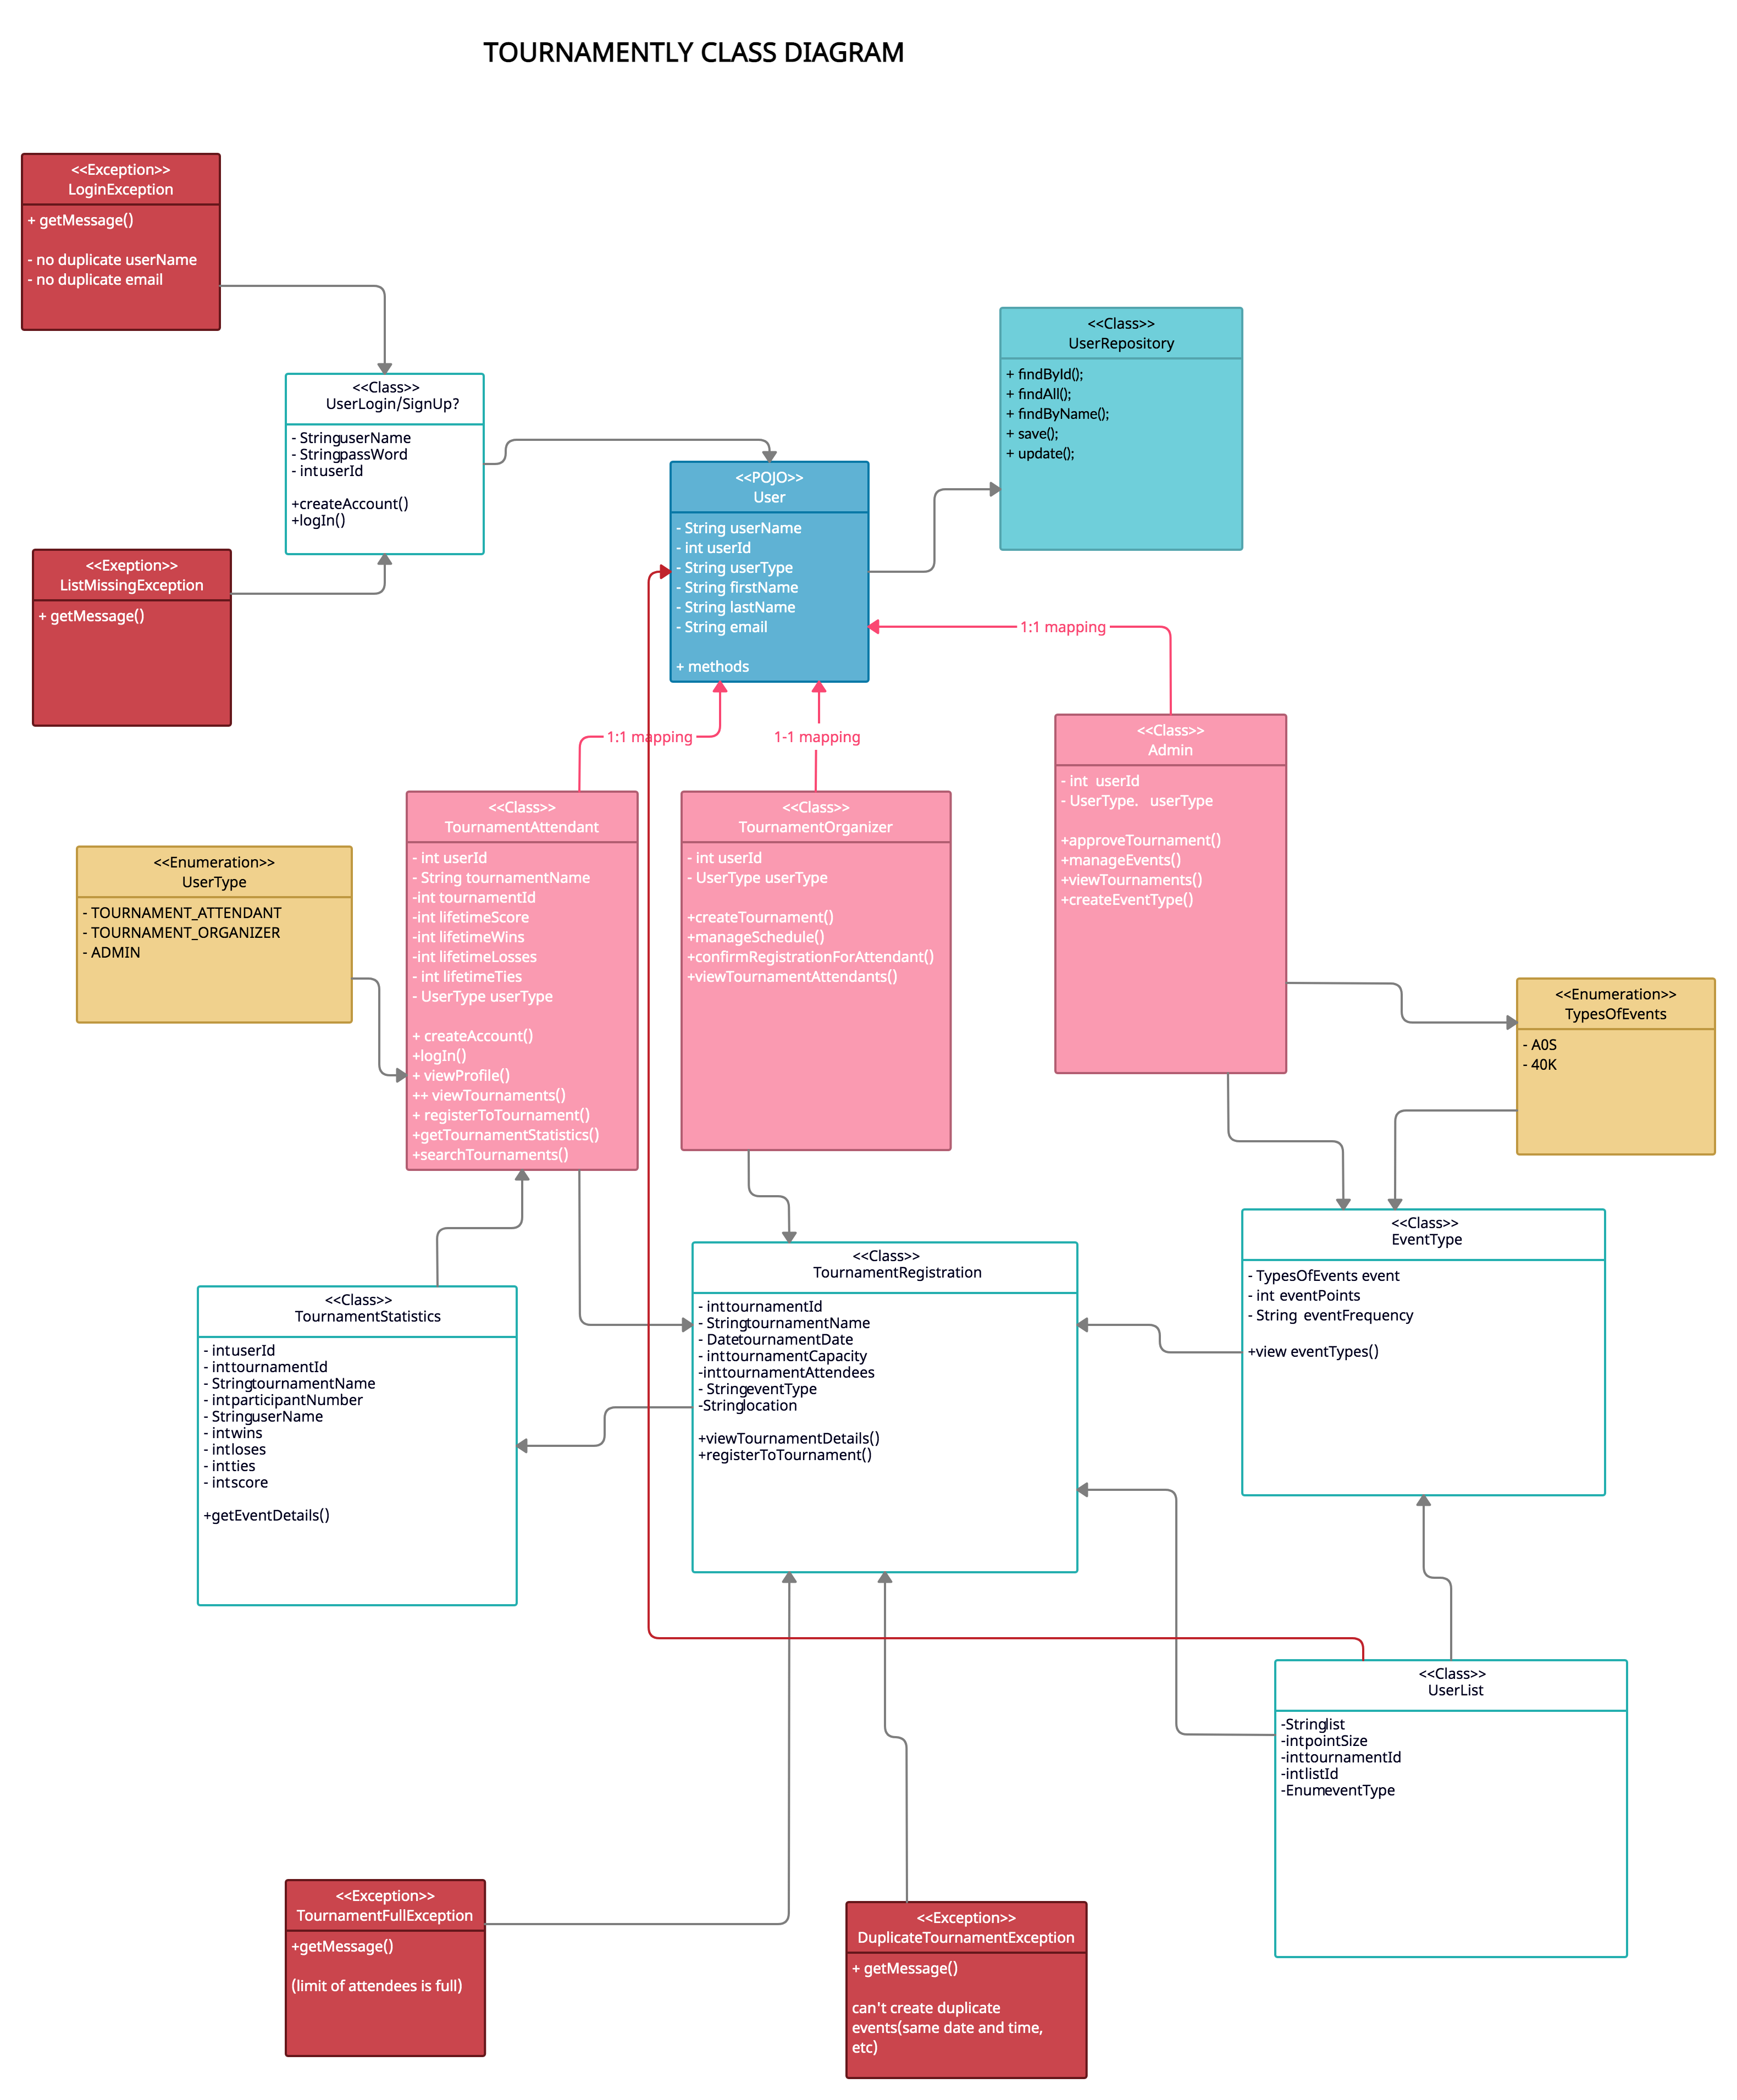 TOURNAMENTLY CLASS DIAGRAM
<<Exception>>
LoginException
+ getMessage()
- no duplicate userName
- no duplicate email
<<Class>>
UserRepository
+ findById();
+ findAll();
+ findByName();
+ save();
+ update();
<<Class>>
UserLogin/SignUp?
- StringuserName
- StringpassWord
- intuserId
+createAccount()
+logIn()
<<POJO>>
User
- String userName
- int userId
- String userType
- String firstName
- String lastName
- String email
+ methods
<<Exeption>>
ListMissingException
+ getMessage()
1:1 mapping
1:1 mapping
1-1 mapping
<<Class>>
Admin
- int  userId
- UserType.   userType
+approveTournament()
+manageEvents()
+viewTournaments()
+createEventType()
<<Class>>
TournamentAttendant
- int userId
- String tournamentName
-int tournamentId
-int lifetimeScore
-int lifetimeWins
-int lifetimeLosses
- int lifetimeTies
- UserType userType
+ createAccount()
+logIn()
+ viewProfile()
++ viewTournaments()
+ registerToTournament()
+getTournamentStatistics()
+searchTournaments()
<<Class>>
TournamentOrganizer
- int userId
- UserType userType
+createTournament()
+manageSchedule()
+confirmRegistrationForAttendant()
+viewTournamentAttendants()
<<Enumeration>>
UserType
- TOURNAMENT_ATTENDANT
- TOURNAMENT_ORGANIZER
- ADMIN
<<Enumeration>>
TypesOfEvents
- A0S
- 40K
<<Class>>
EventType
- TypesOfEvents event
- int eventPoints
- String  eventFrequency
+view eventTypes()
<<Class>>
TournamentRegistration
- inttournamentId
- StringtournamentName
- DatetournamentDate
- inttournamentCapacity
-inttournamentAttendees
- StringeventType
-Stringlocation
+viewTournamentDetails()
+registerToTournament()
<<Class>>
TournamentStatistics
- intuserId
- inttournamentId
- StringtournamentName
- intparticipantNumber
- StringuserName
- intwins
- intloses
- intties
- intscore
+getEventDetails()
<<Class>>
UserList
-Stringlist
-intpointSize
-inttournamentId
-intlistId
-EnumeventType
<<Exception>>
TournamentFullException
+getMessage()
(limit of attendees is full)
<<Exception>>
DuplicateTournamentException
+ getMessage()
can't create duplicate
events(same date and time,
etc)